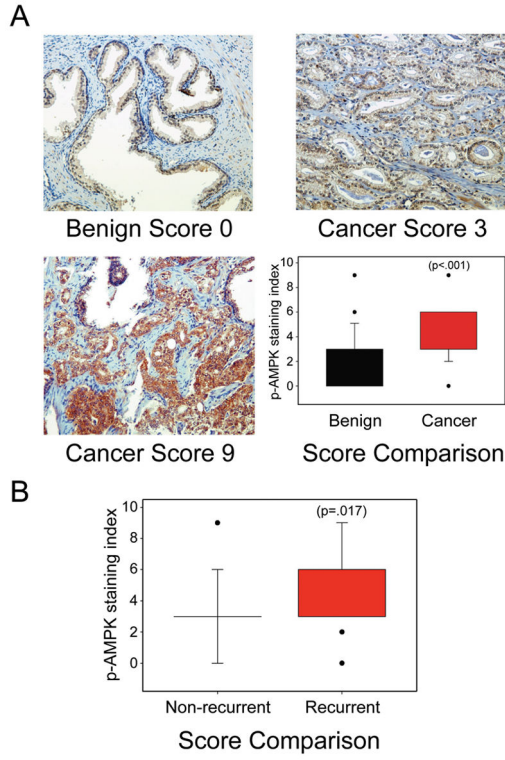 A
Benign Score 0
Cancer Score 3
Cancer Score 9
p-AMPK staining index
10
8
6
4
2
0
(p<.001)
Benign
Cancer
Score Comparison
B
p-AMPK staining index
10
8
6
4
2
0
(p=.017)
Non-recurrent
Recurrent
Score Comparison